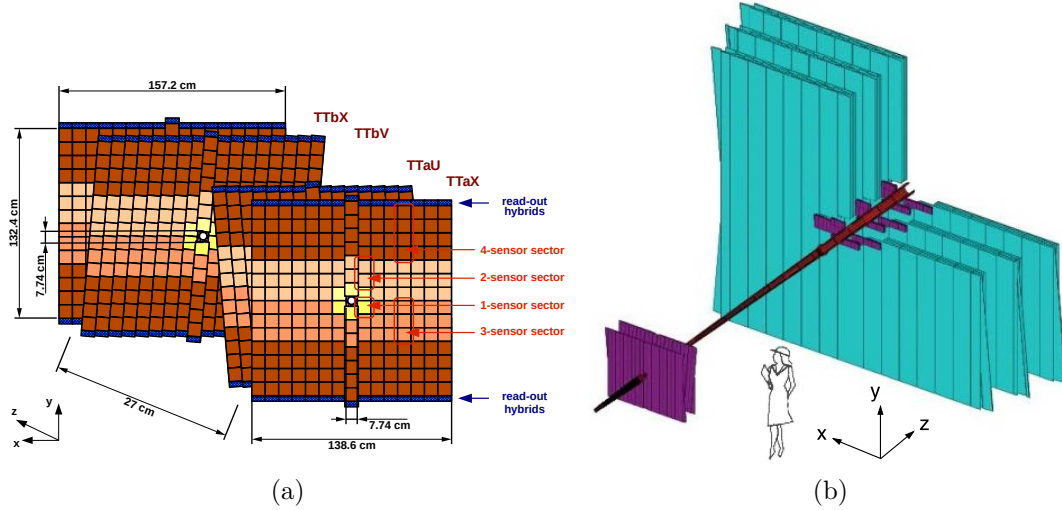 157.2 cm
TTbX
TTbV
TTaU
TTaX
read-out
hybrids
132.4 cm
7.74 cm
4-sensor sector
2-sensor sector
1-sensor sector
3-sensor sector
27 cm
read-out
hybrids
7.74 cm
138.6 cm
z
y
x
(a)
y
x
z
(b)